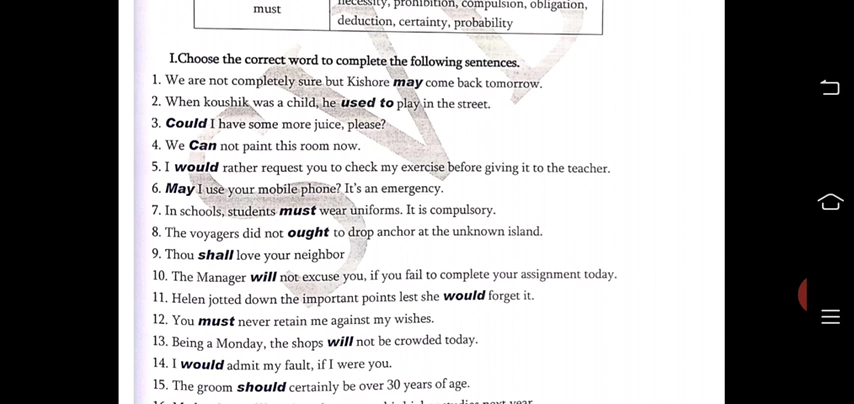 must
necessity, prohibition, compulsion, obligation,
deduction, certainty, probability
I.Choose the correct word to complete the following sentences.
1. We are not completely sure but Kishore may come back tomorrow.
2. When koushik was a child, he used to play in the street.
3. Could I have some more juice, please?
4. We Can not paint this room now.
5. I would rather request you to check my exercise before giving it to the teacher.
6. May I use your mobile phone? It's an emergency.
7. In schools, students must wear uniforms. It is compulsory.
8. The voyagers did not ought to drop anchor at the unknown island.
9. Thou shall love your neighbor
10. The Manager will not excuse you, if you fail to complete your assignment today.
11. Helen jotted down the important points lest she would forget it.
12. You must never retain me against my wishes.
13. Being a Monday, the shops will not be crowded today.
14. I would admit my fault, if I were you.
15. The groom should certainly be over 30 years of age.